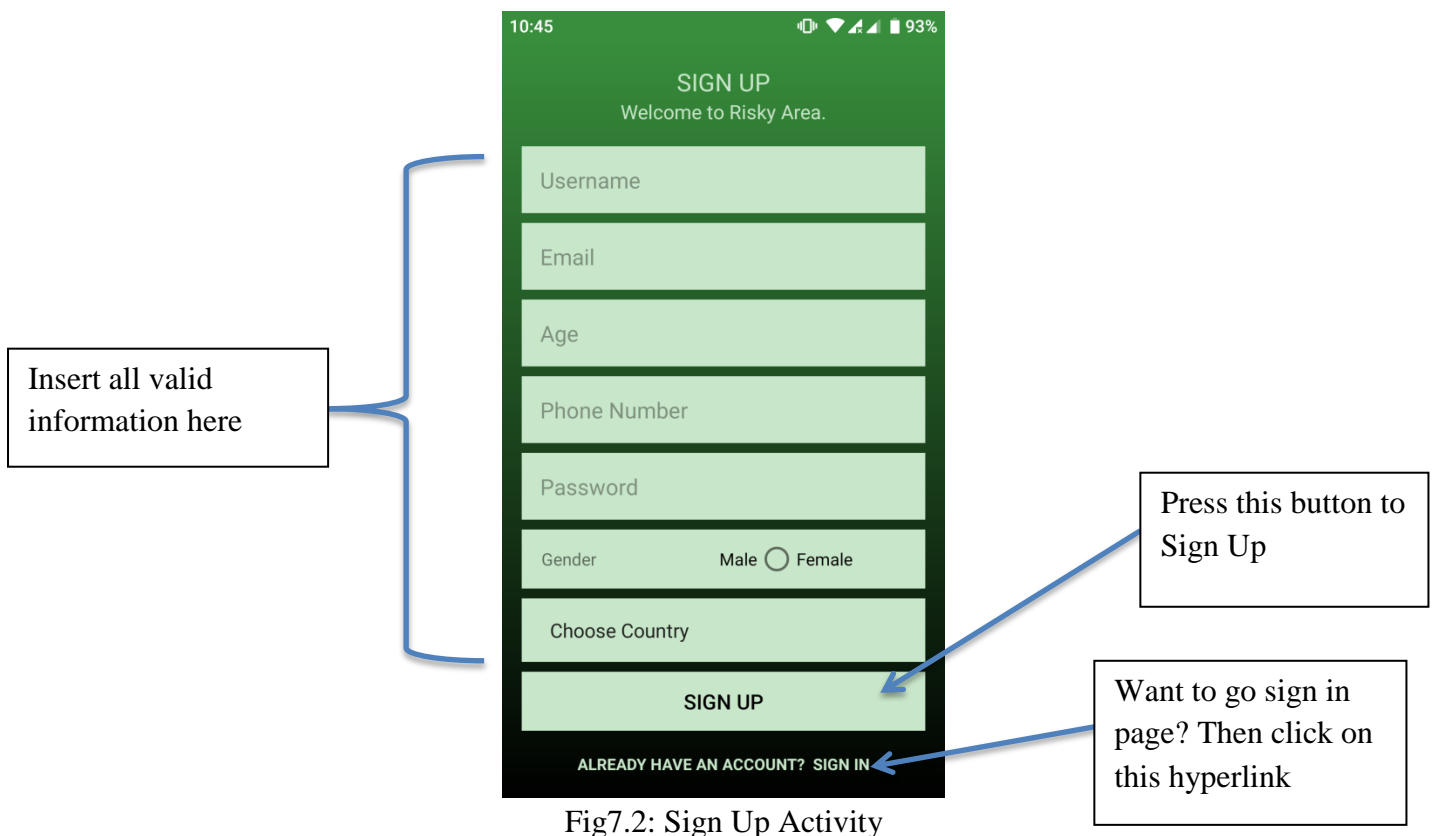 10:45 93%
SIGN UP
Welcome to Risky Area.
Username
Email
Age
Insert all valid
information here
Phone Number
Password
Press this button to
Sign Up
Gender Male Female
Choose Country
SIGN UP
Want to go sign in
page? Then click on
this hyperlink
ALREADY HAVE AN ACCOUNT? SIGN IN
Fig7.2: Sign Up Activity